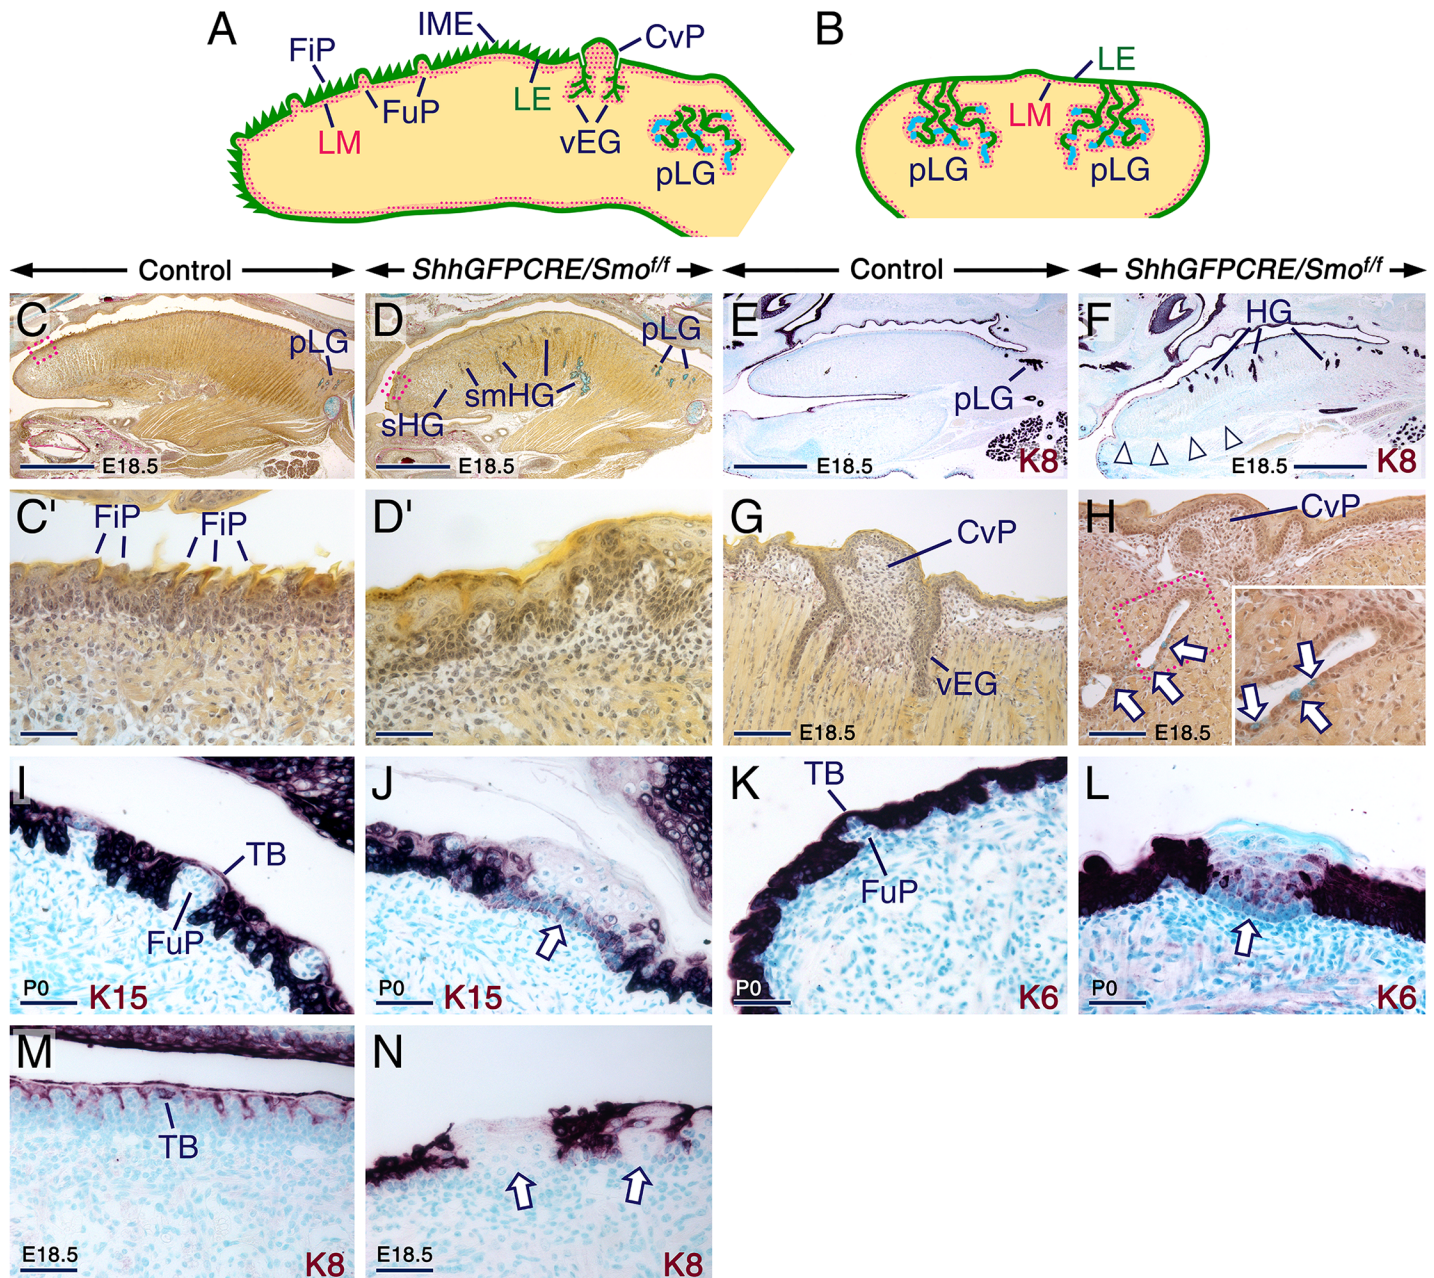 A
IME
CvP
FiP
FuP
LE
LM
vEG
pLG
B
LE
LM
pLG
pLG
Control
ShhGFPCRE/Smof/f
Control
ShhGFPCRE/Smof/f
C
pLG
E18.5
D
pLG
smHG
sHG
E18.5
E
pLG
E18.5
K8
F
HG
E18.5
K8
C'
FiP
FiP
D'
G
CvP
vEG
E18.5
H
CvP
E18.5
I
TB
FuP
P0
K15
J
P0
K15
K
TB
FuP
P0
K6
L
P0
K6
M
TB
E18.5
K8
N
E18.5
K8